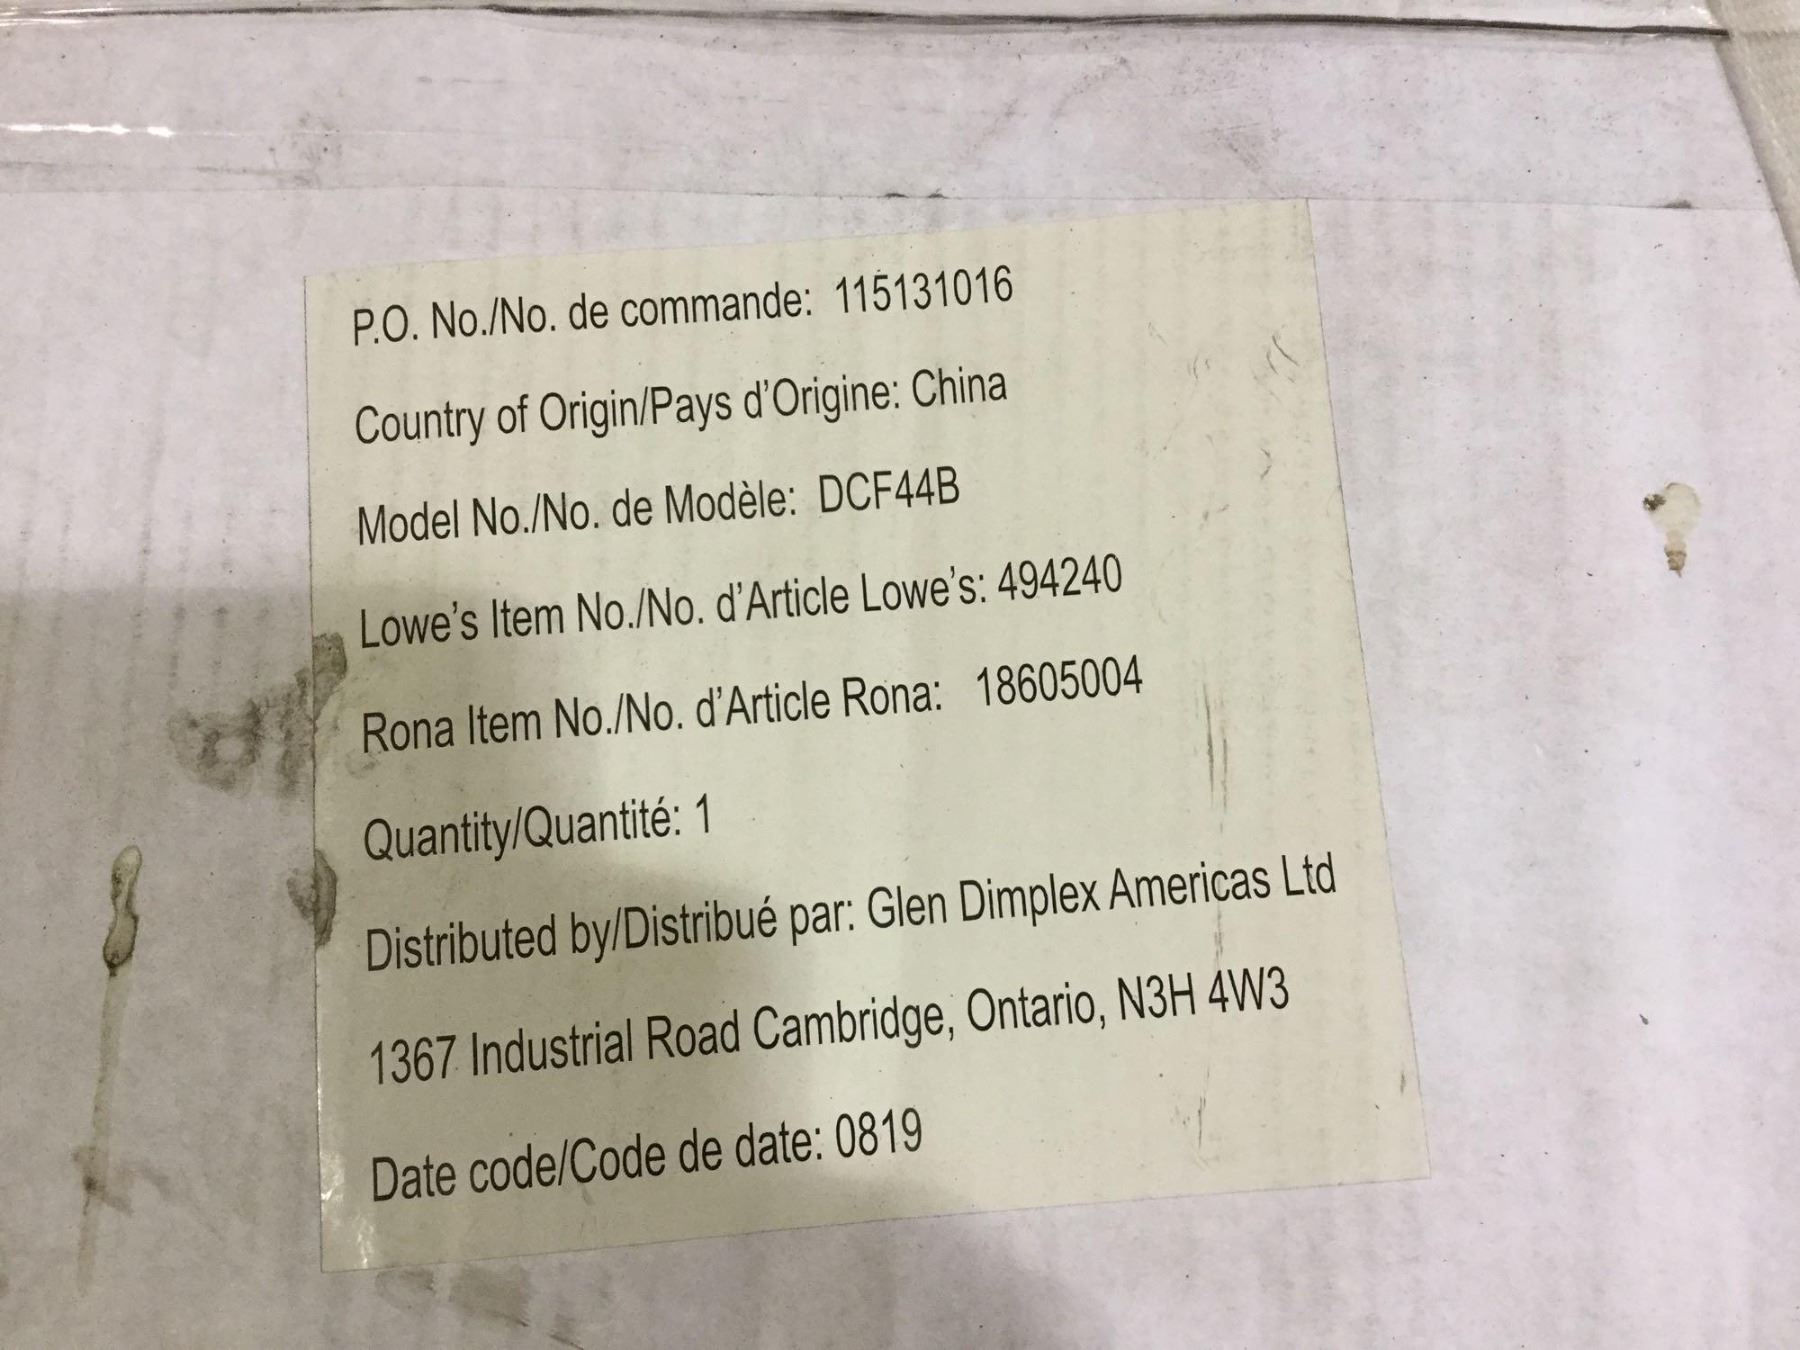 P.O. No./No. de commande: 115131016
Country of Origin/Pays d'Origine: China
Model No./No. de Modèle: DCF44B
Lowe's Item No./No. d'Article Lowe's: 494240
Rona Item No./No. d'Article Rona: 18605004
Quantity/Quantité: 1
Distributed by/Distribué par: Glen Dimplex Americas Ltd
1367 Industrial Road Cambridge, Ontario, N3H 4W3
Date code/Code de date: 0819